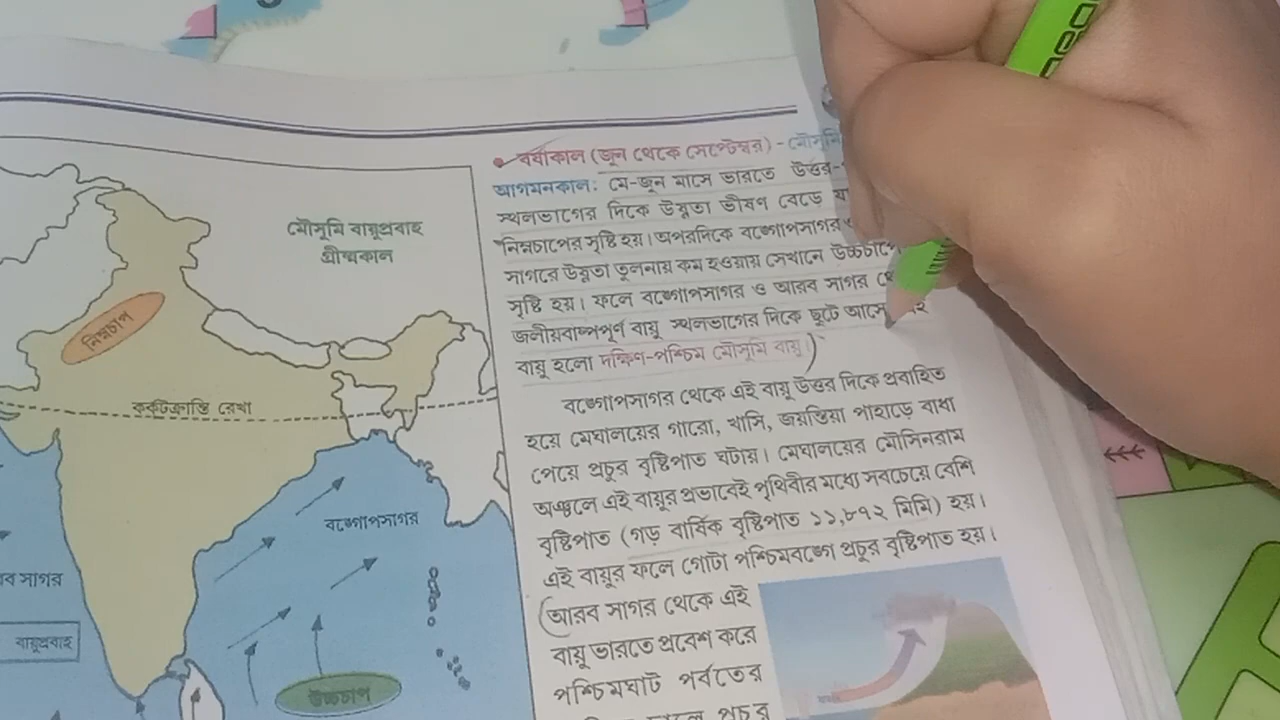 মৌসুমি বায়ুপ্রবাহ
গ্রীষ্মকাল
নিম্নচাপ
কর্কটক্রান্তি রেখা
বঙ্গোপসাগর
সাগর
বায়ুপ্রবাহ
উচ্চচাপ
• বর্ষাকাল (জুন থেকে সেপ্টেম্বর) -
আগমনকাল: মে-জুন মাসে ভারতে উত্তর-
স্থলভাগের দিকে উষ্ণতা ভীষণ বেড়ে
নিম্নচাপের সৃষ্টি হয়। অপরদিকে বঙ্গোপসাগর
সাগরে উষ্ণতা তুলনায় কম হওয়ায় সেখানে
সৃষ্টি হয়। ফলে বঙ্গোপসাগর ও আরব সাগর
জলীয়বাষ্পপূর্ণ বায়ু স্থলভাগের দিকে ছুটে আসে
বায়ু হলো দক্ষিণ-পশ্চিম মৌসুমি বায়ু।)
বঙ্গোপসাগর থেকে এই বায়ু উত্তর দিকে প্রবাহিত
হয়ে মেঘালয়ের গারো, খাসি, জয়ন্তিয়া পাহাড়ে বাধা
পেয়ে প্রচুর বৃষ্টিপাত ঘটায়। মেঘালয়ের মৌসিনরাম
অঞ্চলে এই বায়ুর প্রভাবেই পৃথিবীর মধ্যে সবচেয়ে বেশি
বৃষ্টিপাত (গড় বার্ষিক বৃষ্টিপাত ১১,৮৭২ মিমি) হয়।
এই বায়ুর ফলে গোটা পশ্চিমবঙ্গে প্রচুর বৃষ্টিপাত হয়।
(আরব সাগর থেকে এই
বায়ু ভারতে প্রবেশ করে
পশ্চিমঘাট পর্বতের
প্রচুর